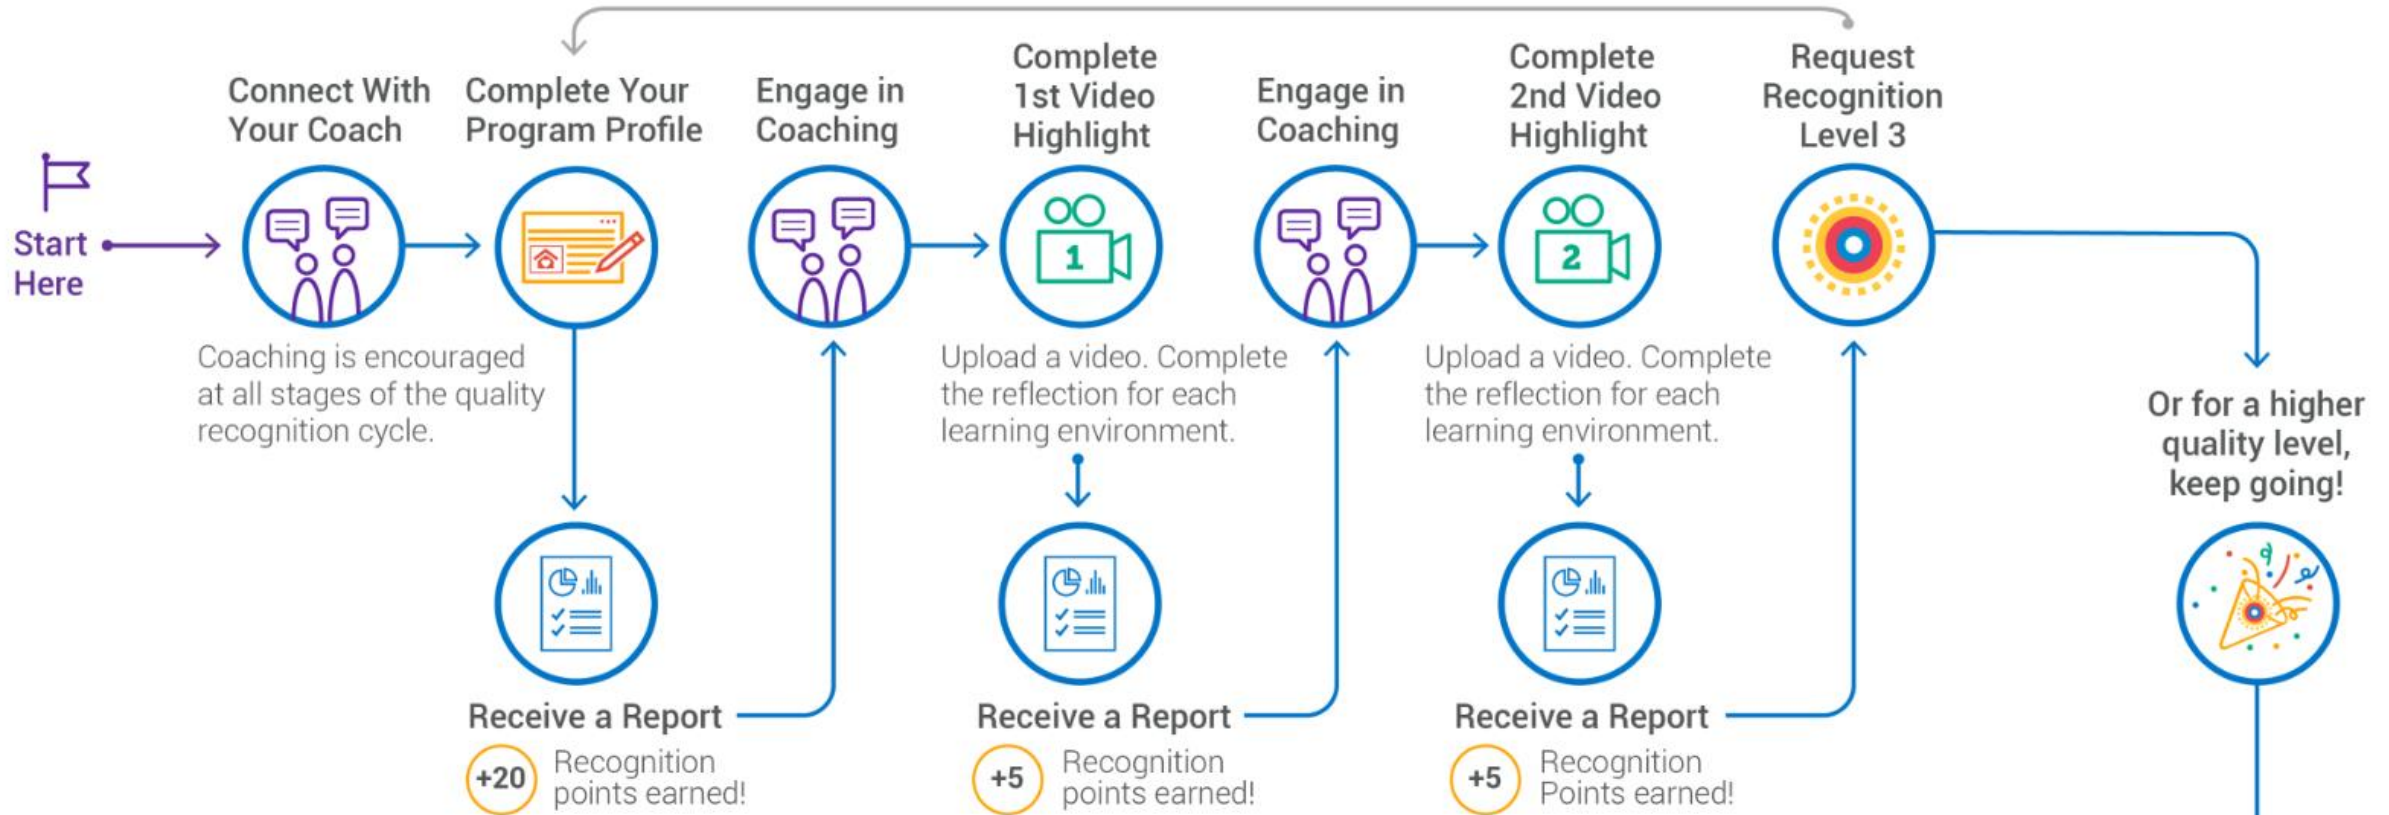 Start
Here
Connect With
Your Coach
Coaching is encouraged
at all stages of the quality
recognition cycle.
Complete Your
Program Profile
Receive a Report
+20
Recognition
points earned!
Engage in
Coaching
Complete
1st Video
Highlight
1
Upload a video. Complete
the reflection for each
learning environment.
Receive a Report
+5
Recognition
points earned!
Engage in
Coaching
Complete
2nd Video
Highlight
2
Upload a video. Complete
the reflection for each
learning environment.
Receive a Report
+5
Recognition
Points earned!
Request
Recognition
Level 3
Or for a higher
quality level,
keep going!